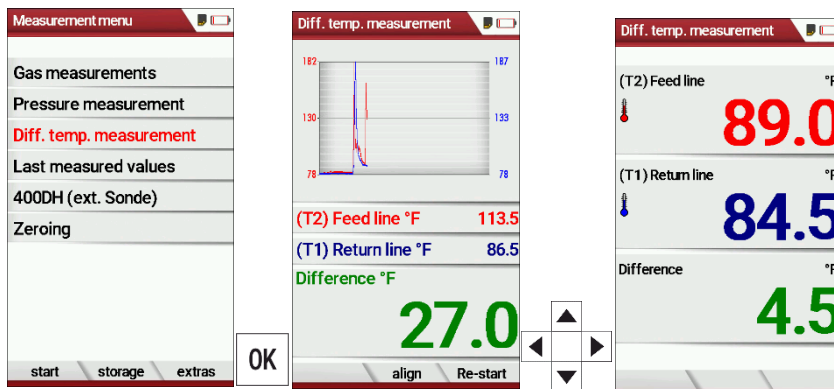 Measurement menu
Gas measurements
Pressure measurement
Diff. temp. measurement
Last measured values
400DH (ext. Sonde)
Zeroing
start storage extras
OK
Diff. temp. measurement
182 187
130 133
78 78
(T2) Feed line °F 113.5
(T1) Return line °F 86.5
Difference °F
27.0
align Re-start
Diff. temp. measurement
(T2) Feed line °F
89.0
(T1) Return line °F
84.5
Difference °F
4.5